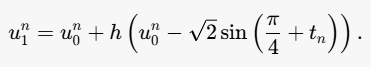 $u_1^n = u_0^n + h\left(u_0^n - \sqrt{2}\sin\left(\frac{\pi}{4} + t_n\right)\right).$